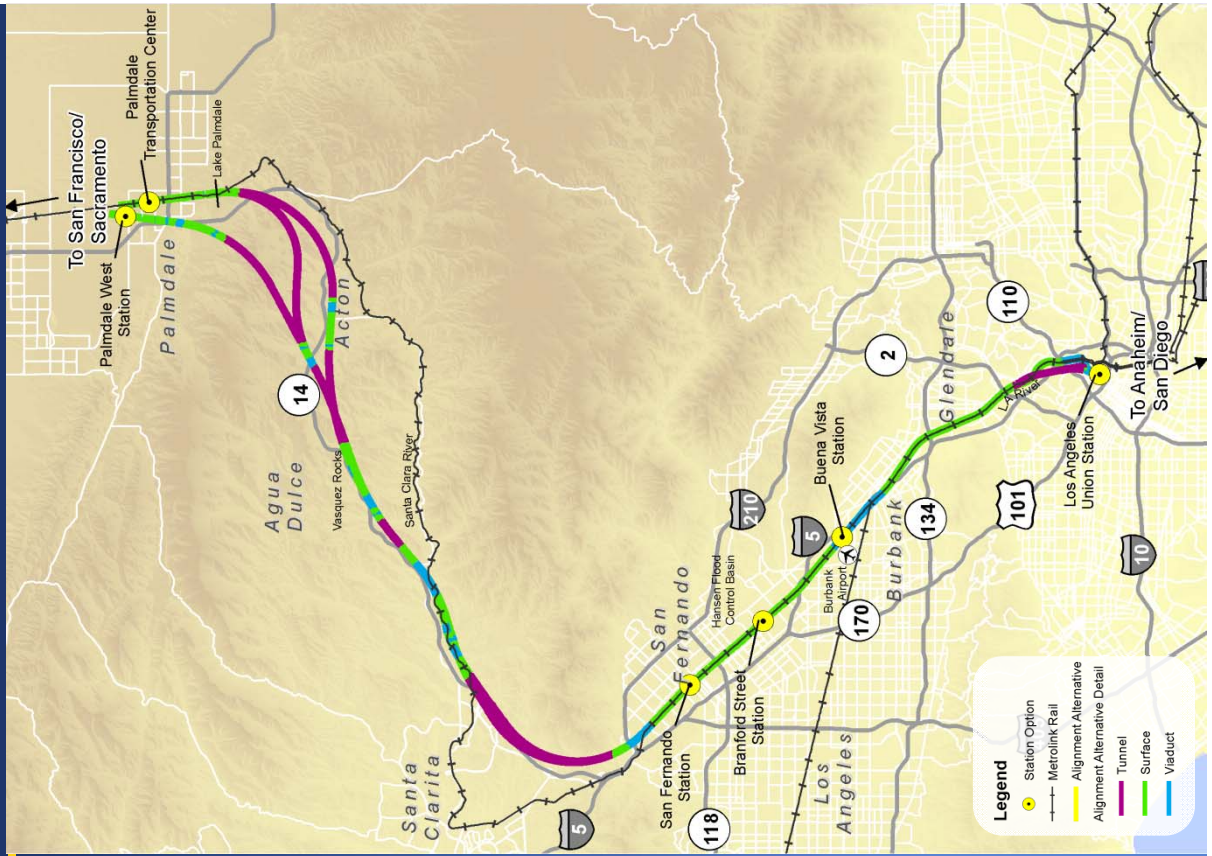 To San Francisco/
Sacramento
Palmdale West
Station
Palmdale
Transportation Center
Lake Palmdale
Palmdale
Acton
14
Agua
Dulce
Vasquez Rocks
Santa Clara River
Santa
Clarita
5
San
Fernando
Hansen Flood
Control Basin
210
San Fernando
Station
118
Branford Street
Station
5
Buena Vista
Station
Burbank
Airport
170
Burbank
134
Los
Angeles
2
Glendale
110
LA River
101
Los Angeles
Union Station
10
To Anaheim/
San Diego
Legend
Station Option
Metrolink Rail
Alignment Alternative
Alignment Alternative Detail
Tunnel
Surface
Viaduct